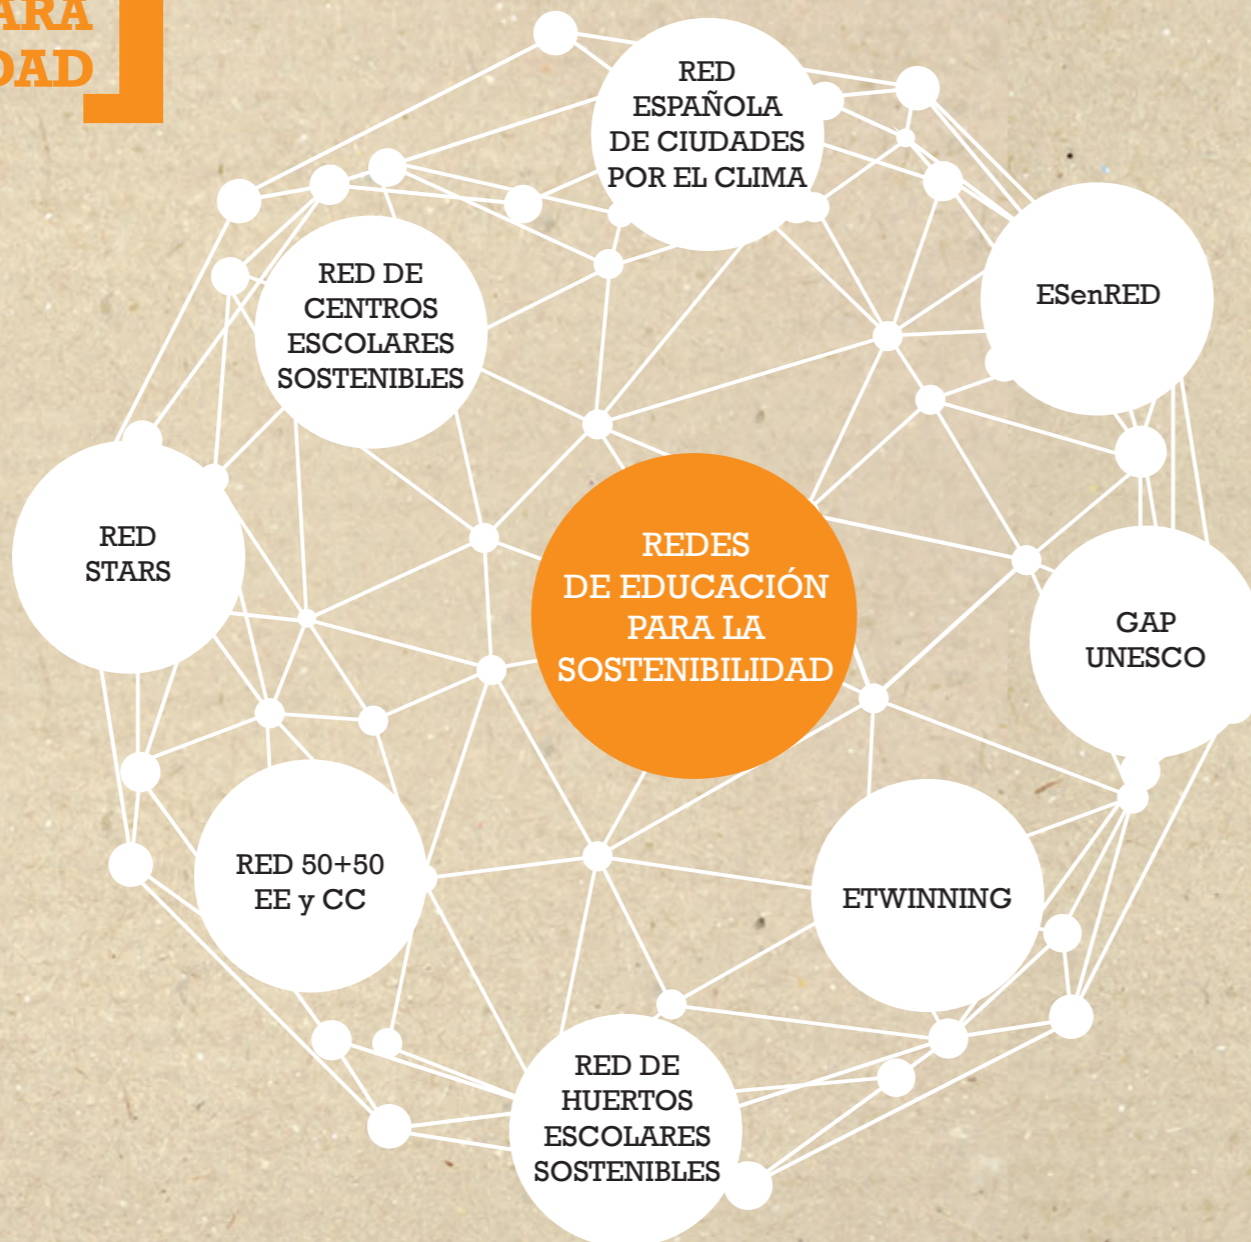 DAD
RED
ESPAÑOLA
DE CIUDADES
POR EL CLIMA
ESenRED
RED DE
CENTROS
ESCOLARES
SOSTENIBLES
RED
STARS
REDES
DE EDUCACIÓN
PARA LA
SOSTENIBILIDAD
GAP
UNESCO
RED 50+50
EE y CC
ETWINNING
RED DE
HUERTOS
ESCOLARES
SOSTENIBLES